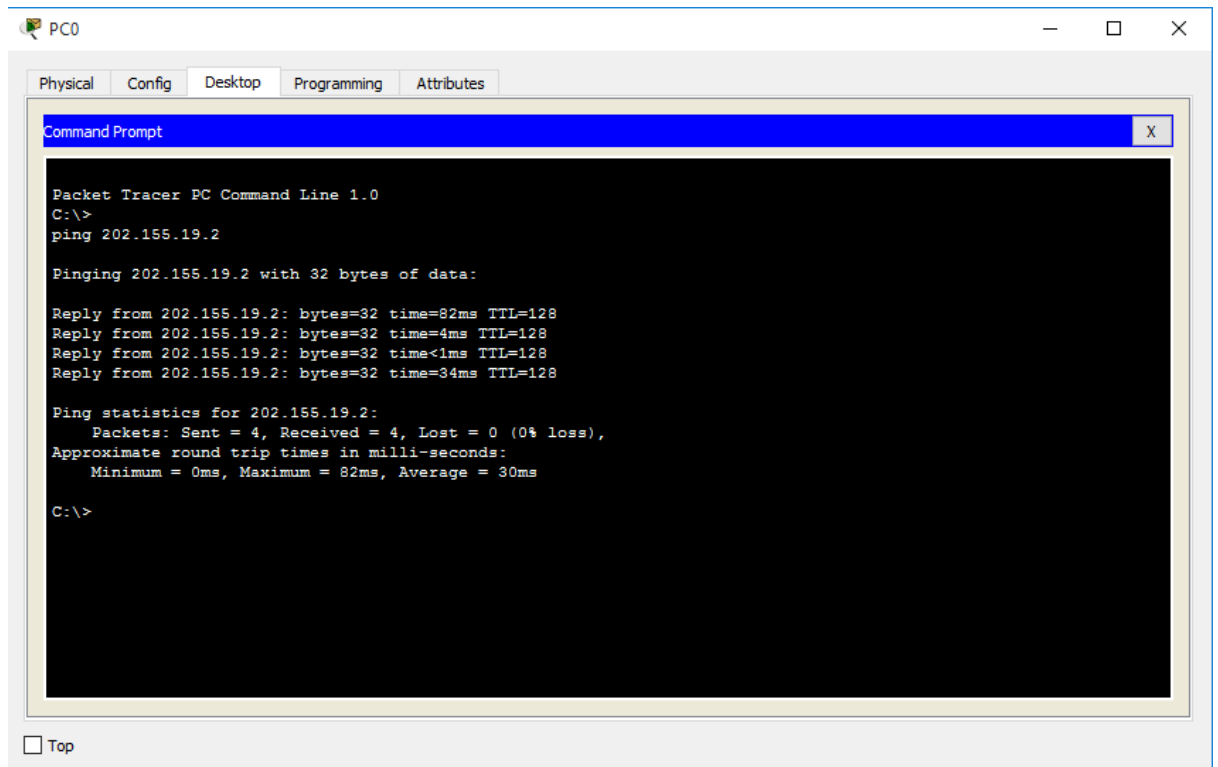 PC0
Physical Config Desktop Programming Attributes
Command Prompt X
Packet Tracer PC Command Line 1.0
C:\>
ping 202.155.19.2
Pinging 202.155.19.2 with 32 bytes of data:
Reply from 202.155.19.2: bytes=32 time=82ms TTL=128
Reply from 202.155.19.2: bytes=32 time=4ms TTL=128
Reply from 202.155.19.2: bytes=32 time<1ms TTL=128
Reply from 202.155.19.2: bytes=32 time=34ms TTL=128
Ping statistics for 202.155.19.2:
Packets: Sent = 4, Received = 4, Lost = 0 (0% loss),
Approximate round trip times in milli-seconds:
Minimum = 0ms, Maximum = 82ms, Average = 30ms
C:\>
Top